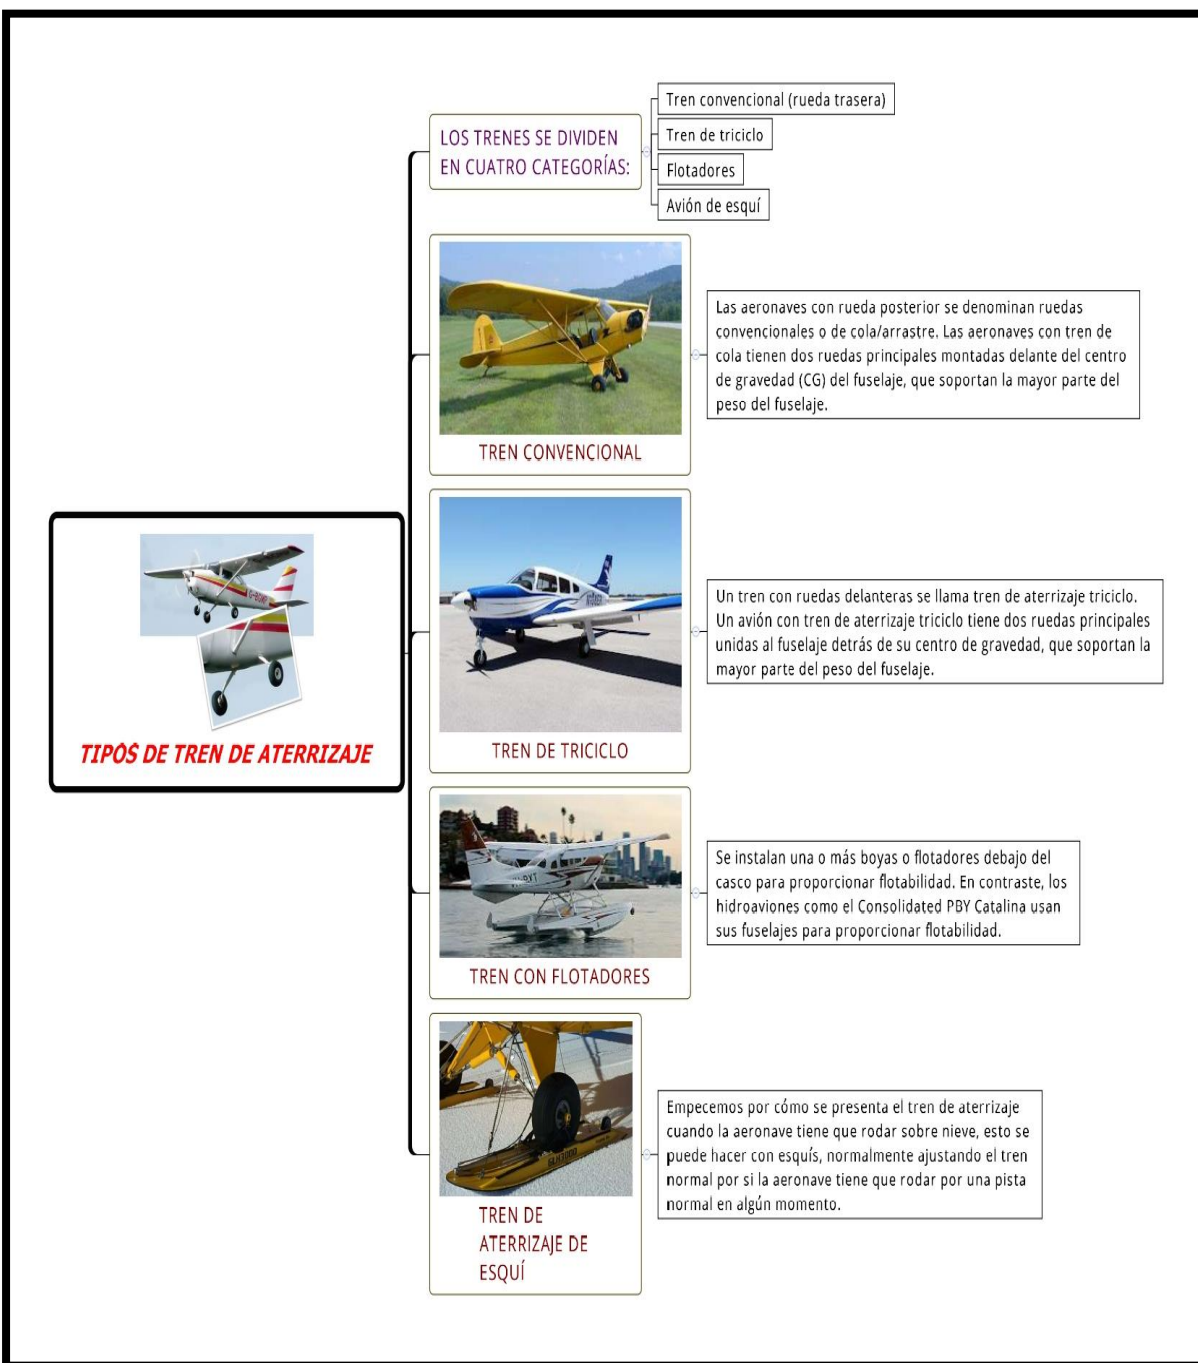 LOS TRENES SE DIVIDEN
EN CUATRO CATEGORÍAS:
Tren convencional (rueda trasera)
Tren de triciclo
Flotadores
Avión de esquí
TREN CONVENCIONAL
Las aeronaves con rueda posterior se denominan ruedas
convencionales o de cola/arrastre. Las aeronaves con tren de
cola tienen dos ruedas principales montadas delante del centro
de gravedad (CG) del fuselaje, que soportan la mayor parte del
peso del fuselaje.
TIPOS DE TREN DE ATERRIZAJE
TREN DE TRICICLO
Un tren con ruedas delanteras se llama tren de aterrizaje triciclo.
Un avión con tren de aterrizaje triciclo tiene dos ruedas principales
unidas al fuselaje detrás de su centro de gravedad, que soportan la
mayor parte del peso del fuselaje.
TREN CON FLOTADORES
Se instalan una o más boyas o flotadores debajo del
casco para proporcionar flotabilidad. En contraste, los
hidroaviones como el Consolidated PBY Catalina usan
sus fuselajes para proporcionar flotabilidad.
TREN DE
ATERRIZAJE DE
ESQUÍ
Empecemos por cómo se presenta el tren de aterrizaje
cuando la aeronave tiene que rodar sobre nieve, esto se
puede hacer con esquís, normalmente ajustando el tren
normal por si la aeronave tiene que rodar por una pista
normal en algún momento.